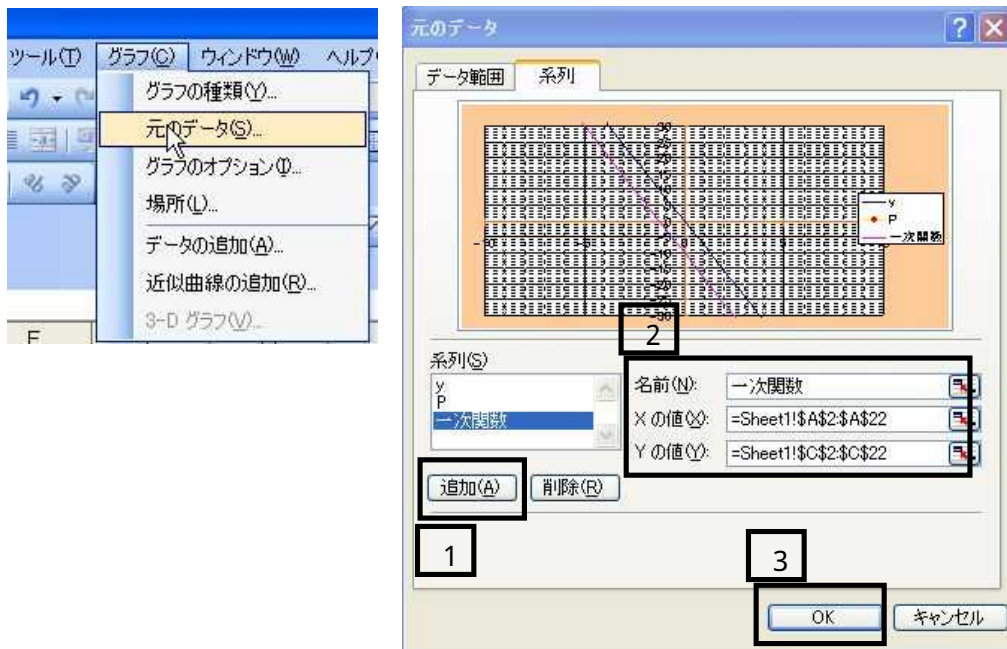 ツール(T) グラフ(C) ウィンドウ(W) ヘルプ
グラフの種類(Y)...
元のデータ(S)...
グラフのオプション(I)...
場所(L)...
データの追加(A)...
近似曲線の追加(R)...
3-D グラフ(V)...
元のデータ
データ範囲 系列
y
P
一次関数
2
系列(S)
y
P
一次関数
名前(N): 一次関数
X の値(X): =Sheet1!$A$2:$A$22
Y の値(Y): =Sheet1!$C$2:$C$22
追加(A) 削除(R)
1
3
OK キャンセル